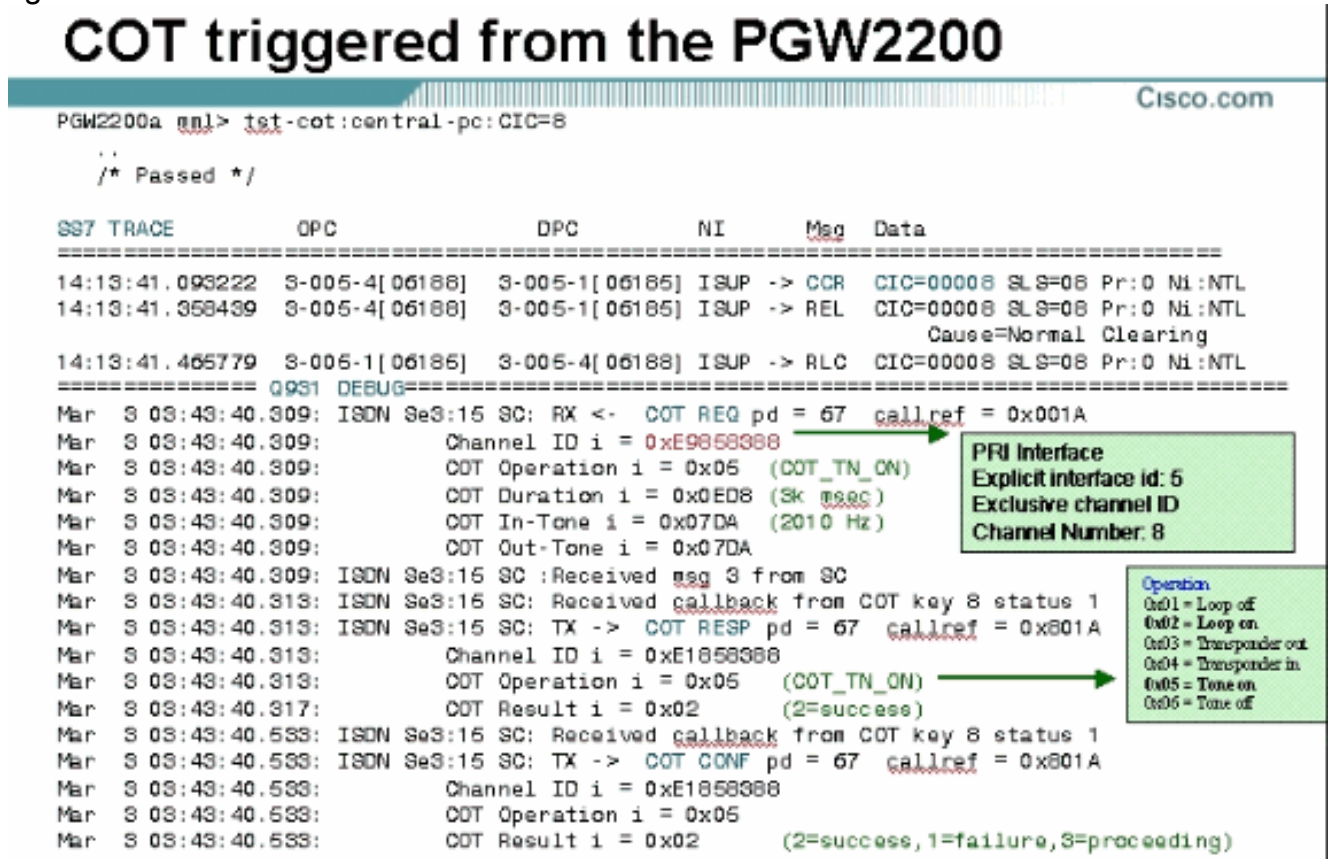 COT triggered from the PGW2200
Cisco.com
PGW2200a mml> tst-cot:central-pc:CIC=8
..
/* Passed */
SS7 TRACE OPC DPC NI Msg Data
14:13:41.093222 3-005-4[06188] 3-005-1[06185] ISUP -> CCR CIC=00008 SLS=08 Pr:0 Ni:NTL
14:13:41.358439 3-005-4[06188] 3-005-1[06185] ISUP -> REL CIC=00008 SLS=08 Pr:0 Ni:NTL
Cause=Normal Clearing
14:13:41.465779 3-005-1[06185] 3-005-4[06188] ISUP -> RLC CIC=00008 SLS=08 Pr:0 Ni:NTL
================ Q931 DEBUG================
Mar 3 03:43:40.309: ISDN Se3:15 SC: RX <- COT REQ pd = 67 callref = 0x001A
Mar 3 03:43:40.309: Channel ID i = 0xE9858388
Mar 3 03:43:40.309: COT Operation i = 0x05 (COT_TN_ON)
Mar 3 03:43:40.309: COT Duration i = 0x0ED8 (3k msec)
Mar 3 03:43:40.309: COT In-Tone i = 0x07DA (2010 Hz)
Mar 3 03:43:40.309: COT Out-Tone i = 0x07DA
PRI Interface
Explicit interface id: 5
Exclusive channel ID
Channel Number: 8
Mar 3 03:43:40.309: ISDN Se3:15 SC :Received msg 3 from SC
Mar 3 03:43:40.313: ISDN Se3:15 SC: Received callback from COT key 8 status 1
Mar 3 03:43:40.313: ISDN Se3:15 SC: TX -> COT RESP pd = 67 callref = 0x801A
Mar 3 03:43:40.313: Channel ID i = 0xE1858388
Mar 3 03:43:40.313: COT Operation i = 0x05 (COT_TN_ON)
Mar 3 03:43:40.317: COT Result i = 0x02 (2=success)
Operation
0x01 = Loop off
0x02 = Loop on
0x03 = Transponder out
0x04 = Transponder in
0x05 = Tone on
0x06 = Tone off
Mar 3 03:43:40.533: ISDN Se3:15 SC: Received callback from COT key 8 status 1
Mar 3 03:43:40.533: ISDN Se3:15 SC: TX -> COT CONF pd = 67 callref = 0x801A
Mar 3 03:43:40.533: Channel ID i = 0xE1858388
Mar 3 03:43:40.533: COT Operation i = 0x05
Mar 3 03:43:40.533: COT Result i = 0x02 (2=success,1=failure,3=proceeding)